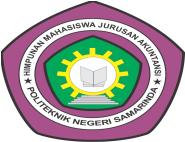 HIMPUNAN MAHASISWA JURUSAN AKUNTANSI
POLITEKNIK NEGERI SAMARINDA